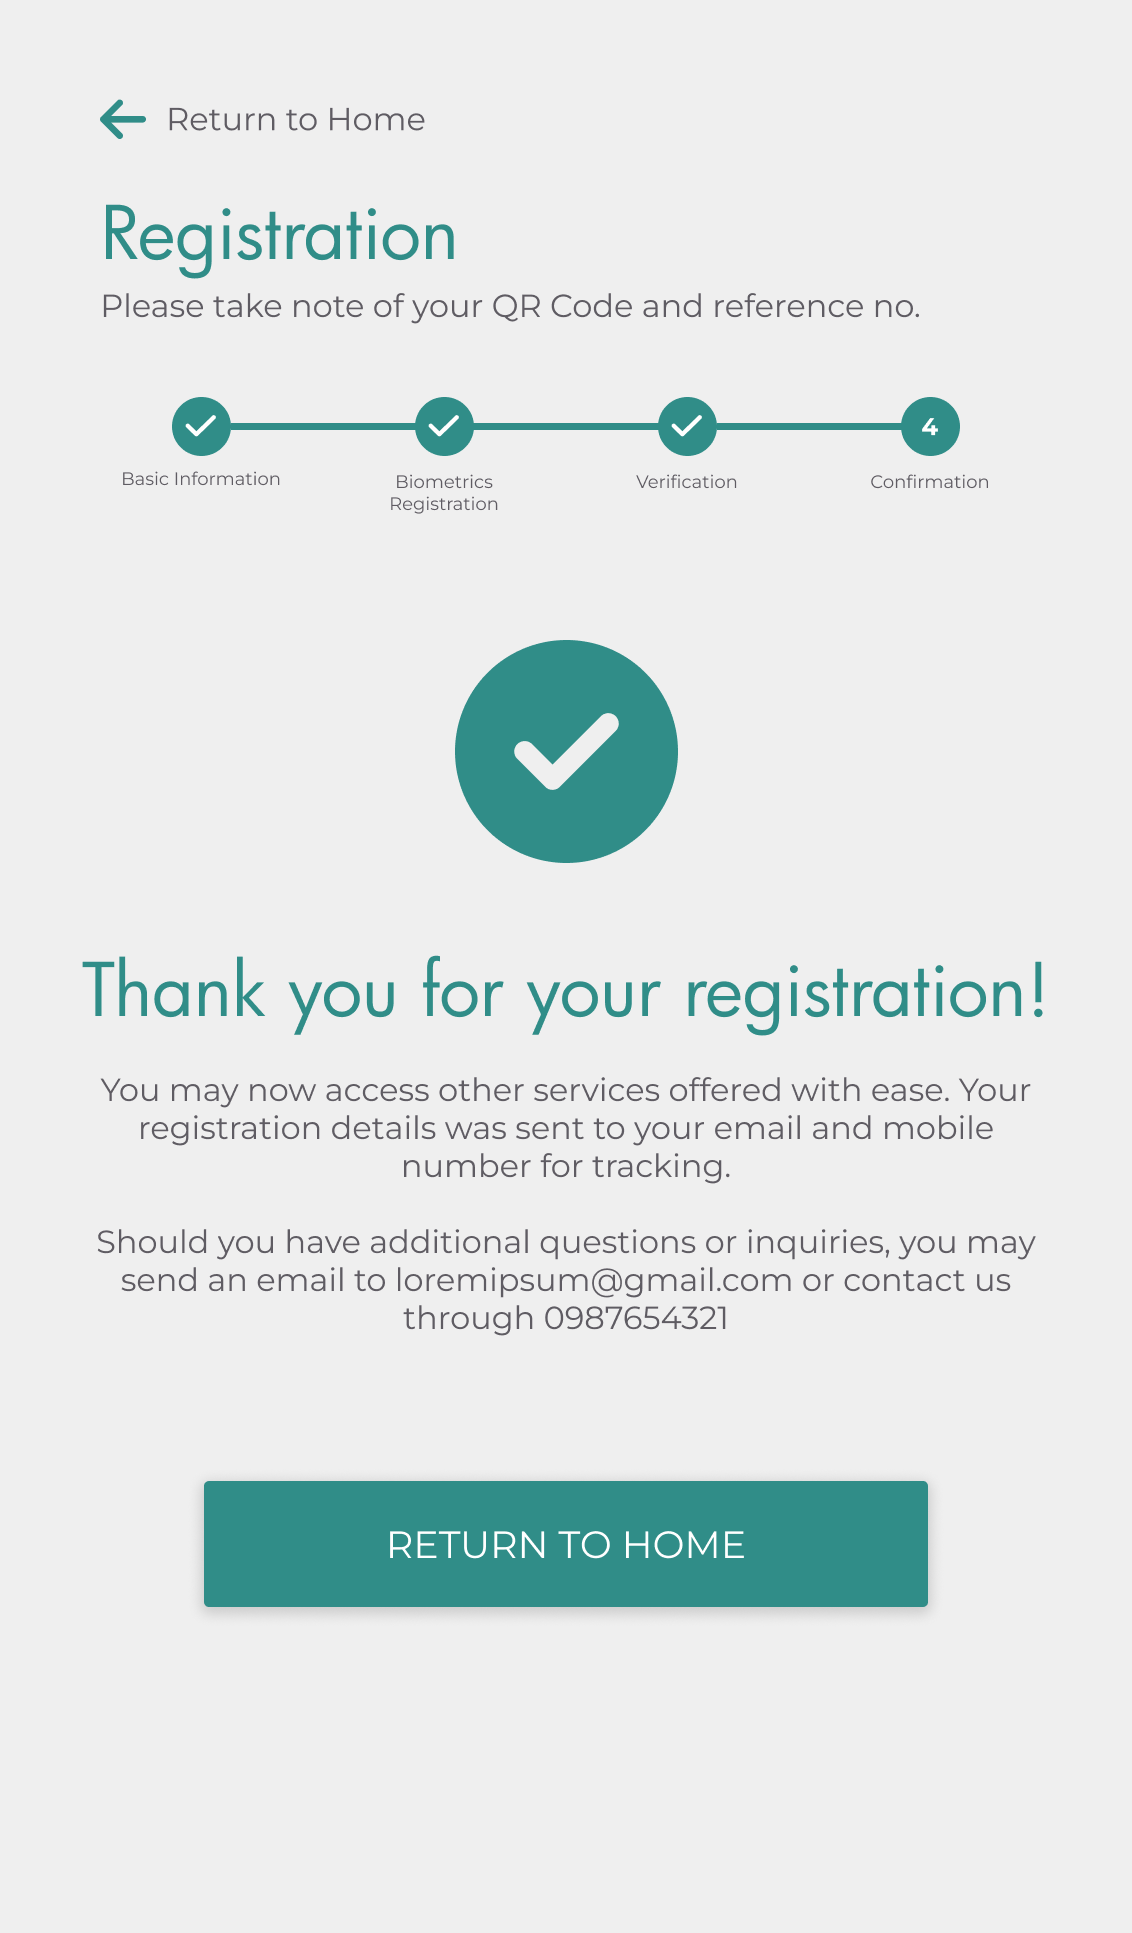 Return to Home
Registration
Please take note of your QR Code and reference no.
4
Basic Information
Biometrics
Registration
Verification
Confirmation
Thank you for your registration!
You may now access other services offered with ease. Your
registration details was sent to your email and mobile
number for tracking.
Should you have additional questions or inquiries, you may
send an email to loremipsum@gmail.com or contact us
through 0987654321
RETURN TO HOME